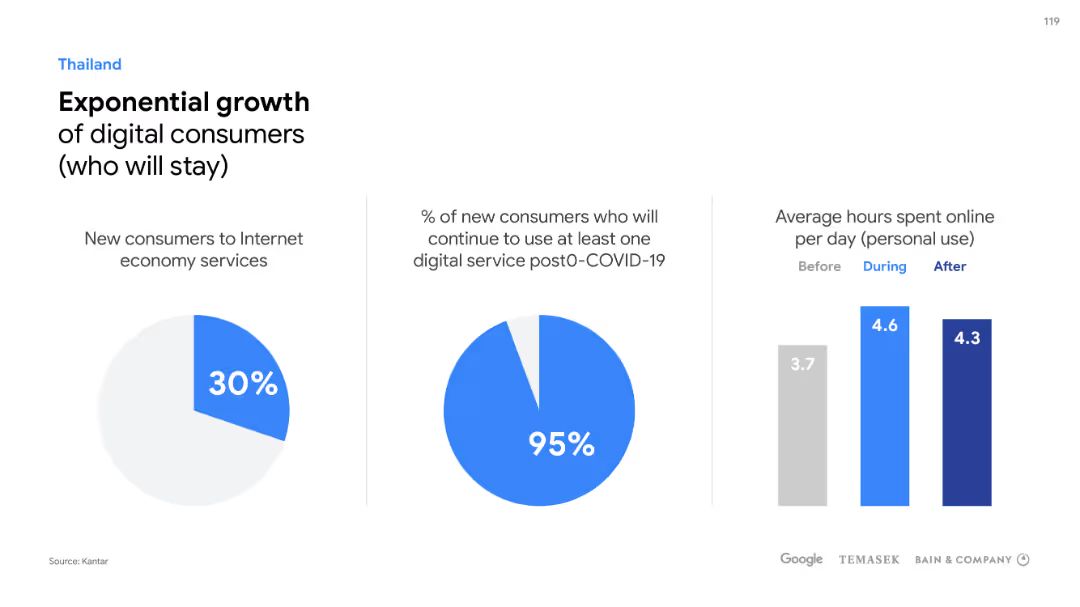 119
Thailand
Exponential growth
of digital consumers
(who will stay)
New consumers to Internet
economy services
30%
% of new consumers who will
continue to use at least one
digital service post0-COVID-19
95%
Average hours spent online
per day (personal use)
Before During After
3.7
4.6
4.3
Source: Kantar
Google TEMASEK BAIN & COMPANY